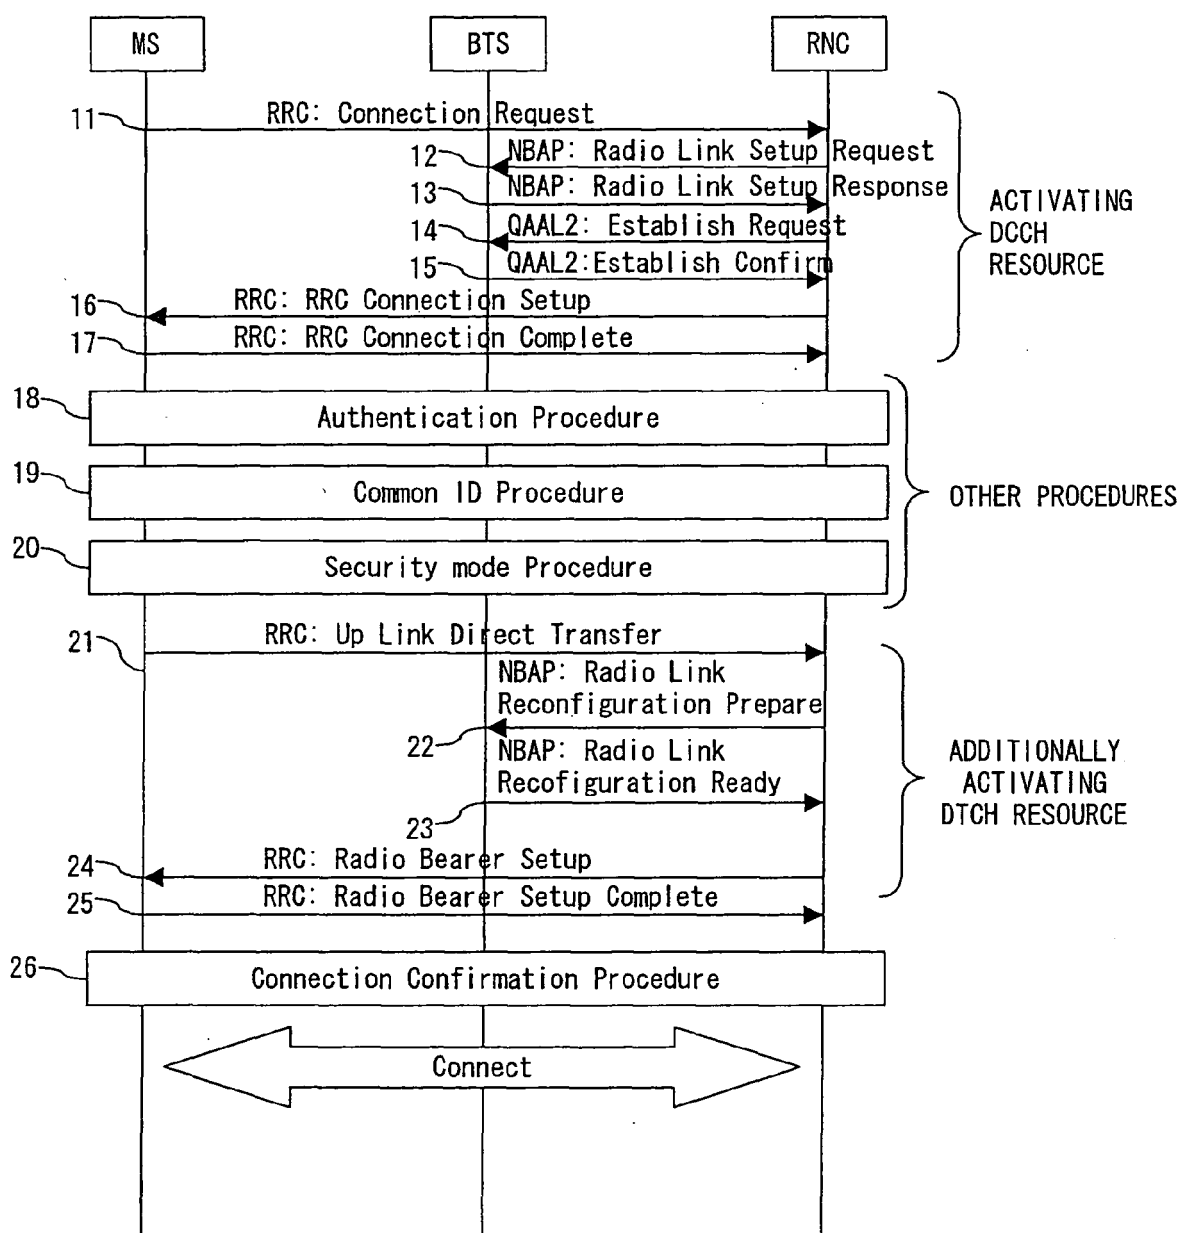 MS
BTS
RNC
11
RRC: Connection Request
12
NBAP: Radio Link Setup Request
13
NBAP: Radio Link Setup Response
14
QAAL2: Establish Request
15
QAAL2:Establish Confirm
16
RRC: RRC Connection Setup
17
RRC: RRC Connection Complete
ACTIVATING
DCCH
RESOURCE
18
Authentication Procedure
19
Common ID Procedure
20
Security mode Procedure
OTHER PROCEDURES
21
RRC: Up Link Direct Transfer
NBAP: Radio Link
Reconfiguration Prepare
22
NBAP: Radio Link
Recofiguration Ready
23
24
RRC: Radio Bearer Setup
25
RRC: Radio Bearer Setup Complete
ADDITIONALLY
ACTIVATING
DTCH RESOURCE
26
Connection Confirmation Procedure
Connect